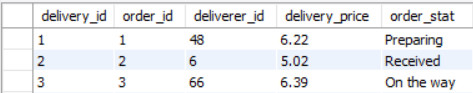 delivery_id order_id deliverer_id delivery_price order_stat
1 1 48 6.22 Preparing
2 2 6 5.02 Received
3 3 66 6.39 On the way